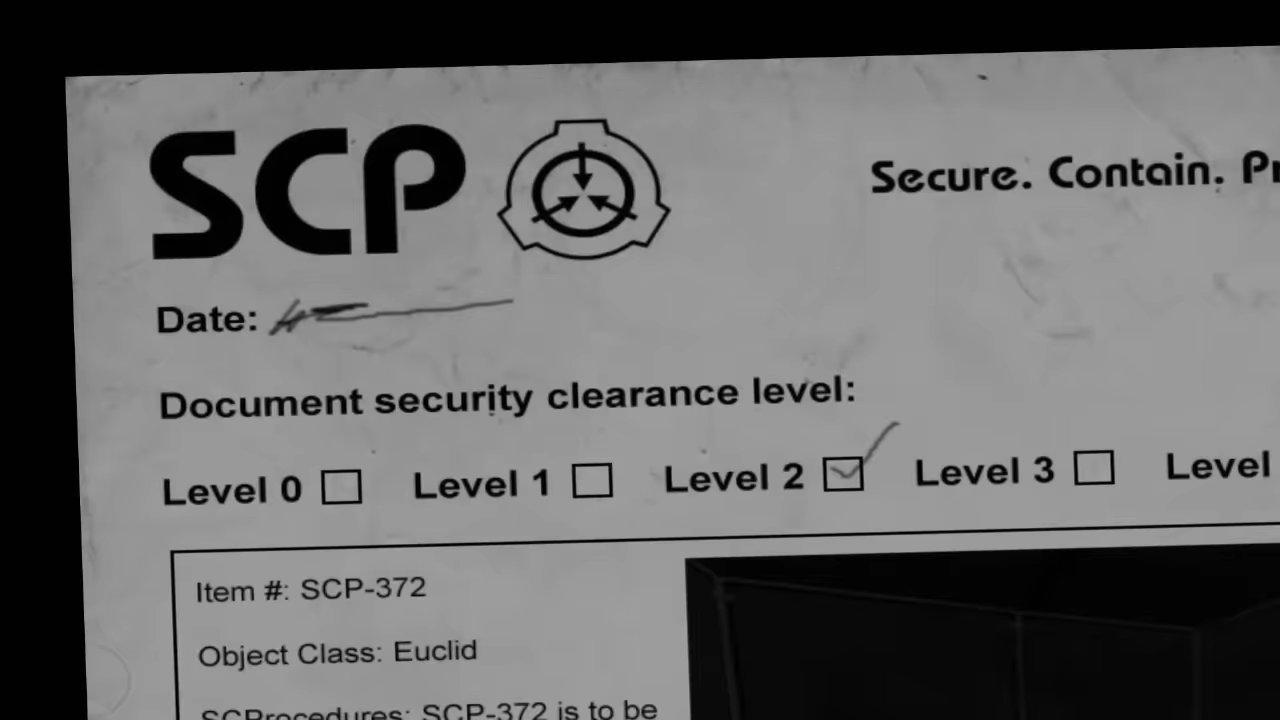 SCP
Secure. Contain. Pr
Date:
Document security clearance level:
Level 0 Level 1 Level 2 Level 3 Level
Item #: SCP-372
Object Class: Euclid
SCProcedures: SCP-372 is to be